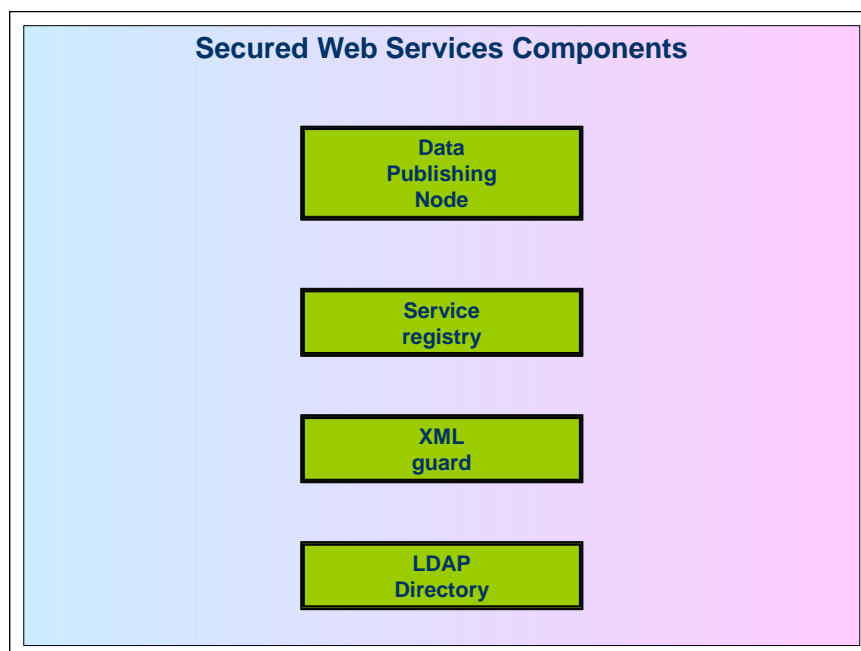 Secured Web Services Components
Data
Publishing
Node
Service
registry
XML
guard
LDAP
Directory